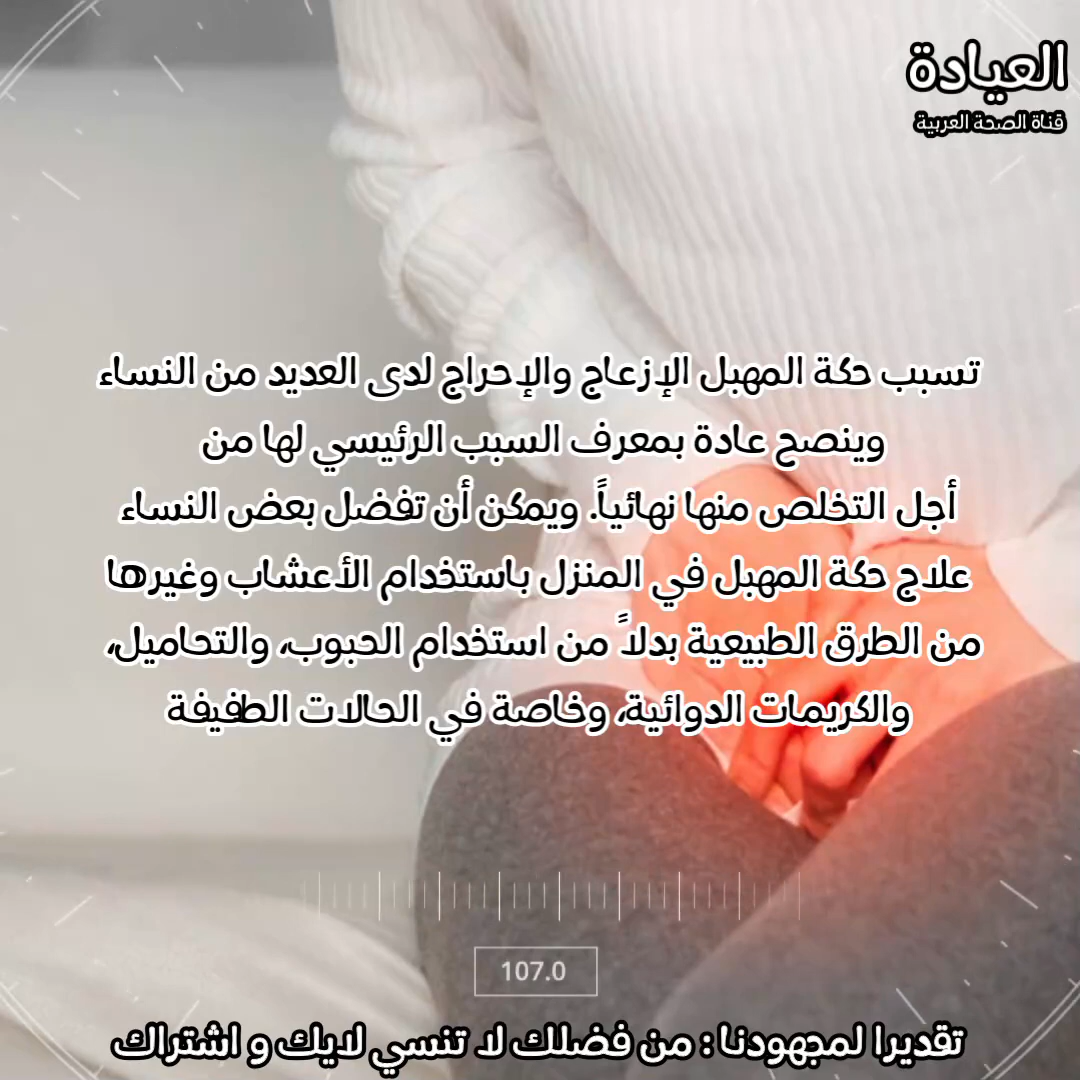 العيادة
قناة الصحة العربية
تسبب حكة المهبل الإزعاج والإحراج لدى العديد من النساء
وينصح عادة بمعرف السبب الرئيسي لها من
أجل التخلص منها نهائياً. ويمكن أن تفضل بعض النساء
علاج حكة المهبل في المنزل باستخدام الأعشاب وغيرها
من الطرق الطبيعية بدلاً من استخدام الحبوب، والتحاميل،
والكريمات الدوائية، وخاصة في الحالات الطفيفة
107.0
تقديرا لمجهودنا : من فضلك لا تنسي لايك و اشتراك